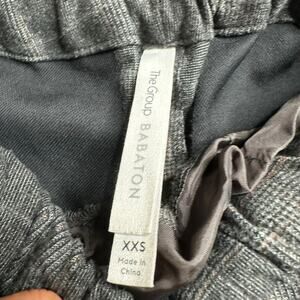 The Group BABATON
XXS
Made in
China